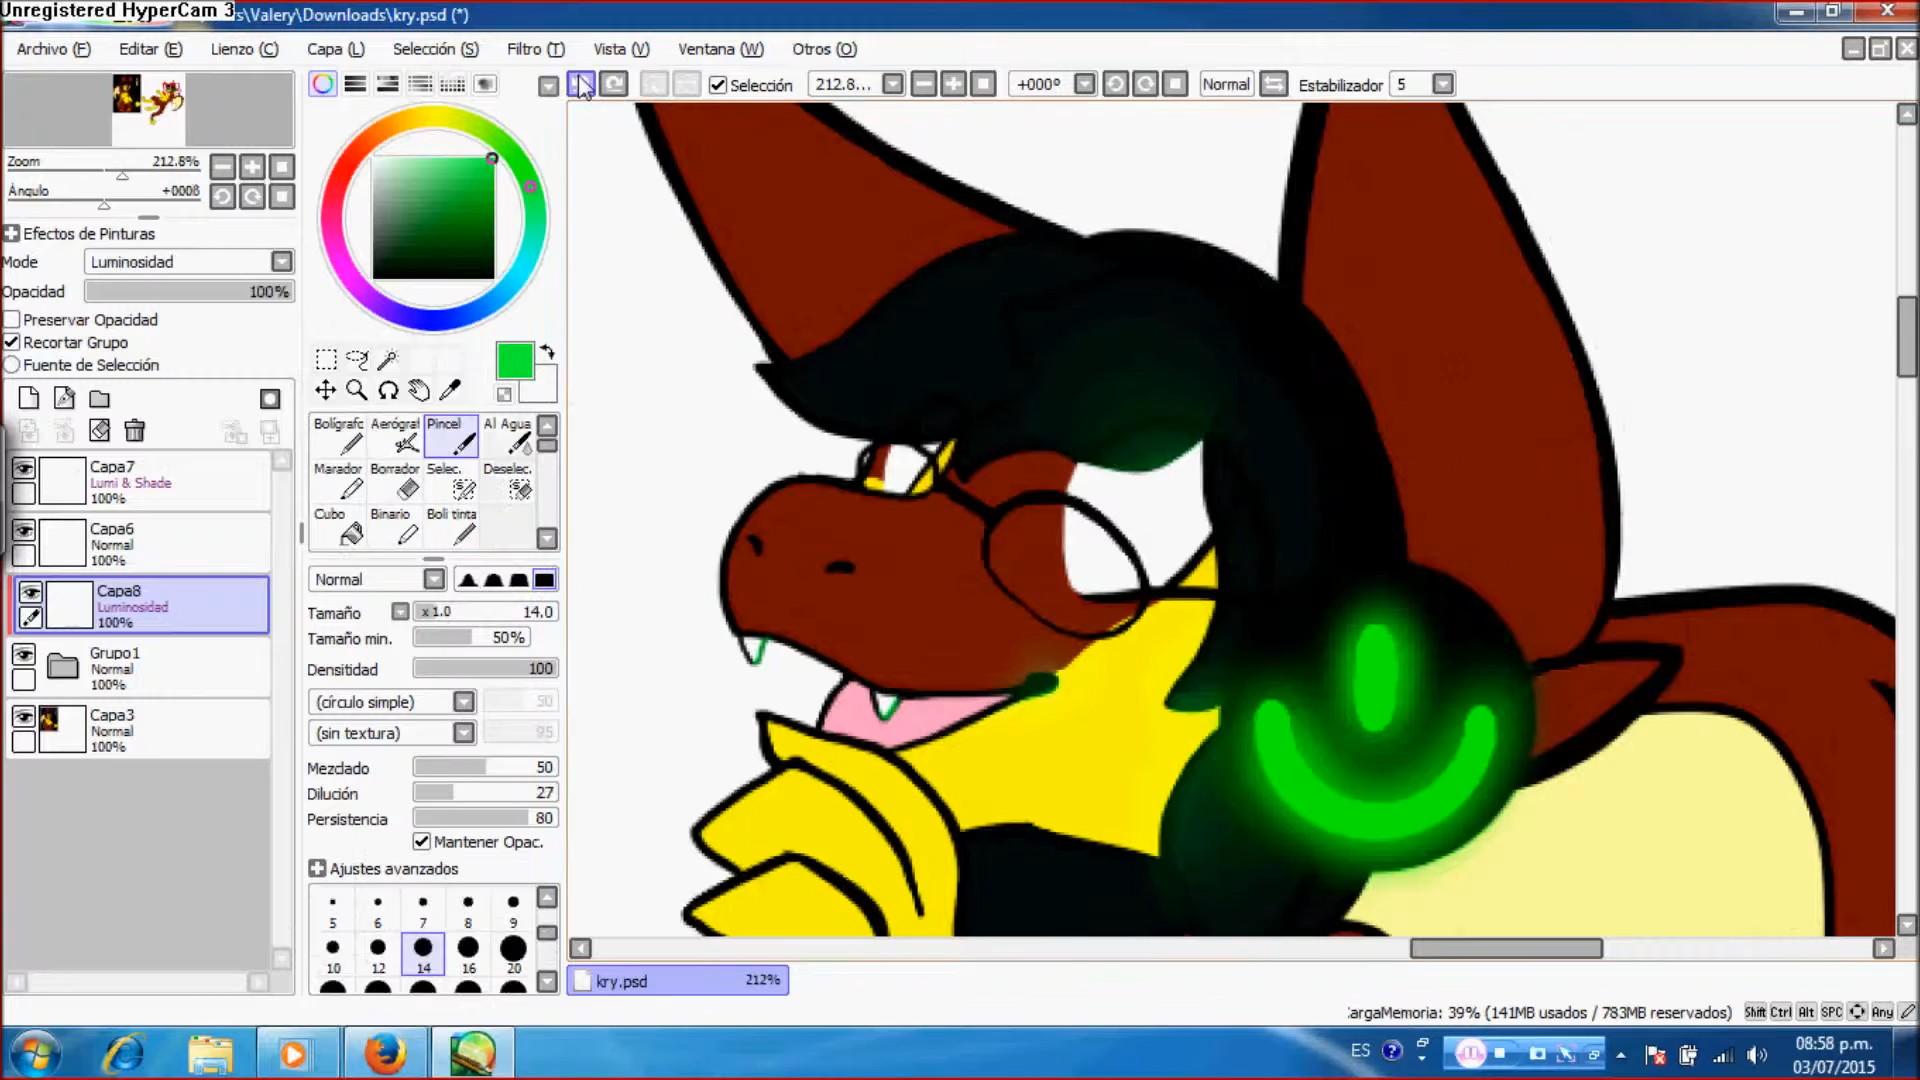 Unregistered HyperCam 3
s\Valery\Downloads\kry.psd (*)
Archivo (F) Editar (E) Lienzo (C) Capa (L) Selección (S) Filtro (T) Vista (V) Ventana (W) Otros (O)
Selección 212.8... +000º Normal Estabilizador 5
Zoom 212.8%
Ángulo +000ß
Efectos de Pinturas
Mode Luminosidad
Opacidad 100%
Preservar Opacidad
Recortar Grupo
Fuente de Selección
Capa7
Lumi & Shade
100%
Capa6
Normal
100%
Capa8
Luminosidad
100%
Grupo1
Normal
100%
Capa3
Normal
100%
Bolígrafc Aerógraf Pincel Al Agua
Marador Borrador Selec. Deselec.
Cubo Binario Boli tinta
Normal
Tamaño x 1.0 14.0
Tamaño min. 50%
Densitidad 100
(círculo simple) 50
(sin textura) 95
Mezclado 50
Dilución 27
Persistencia 80
Mantener Opac.
Ajustes avanzados
5 6 7 8 9
10 12 14 16 20
kry.psd 212%
argaMemoria: 39% (141MB usados / 783MB reservados) Shift Ctrl Alt SPC Any
ES
08:58 p.m.
03/07/2015